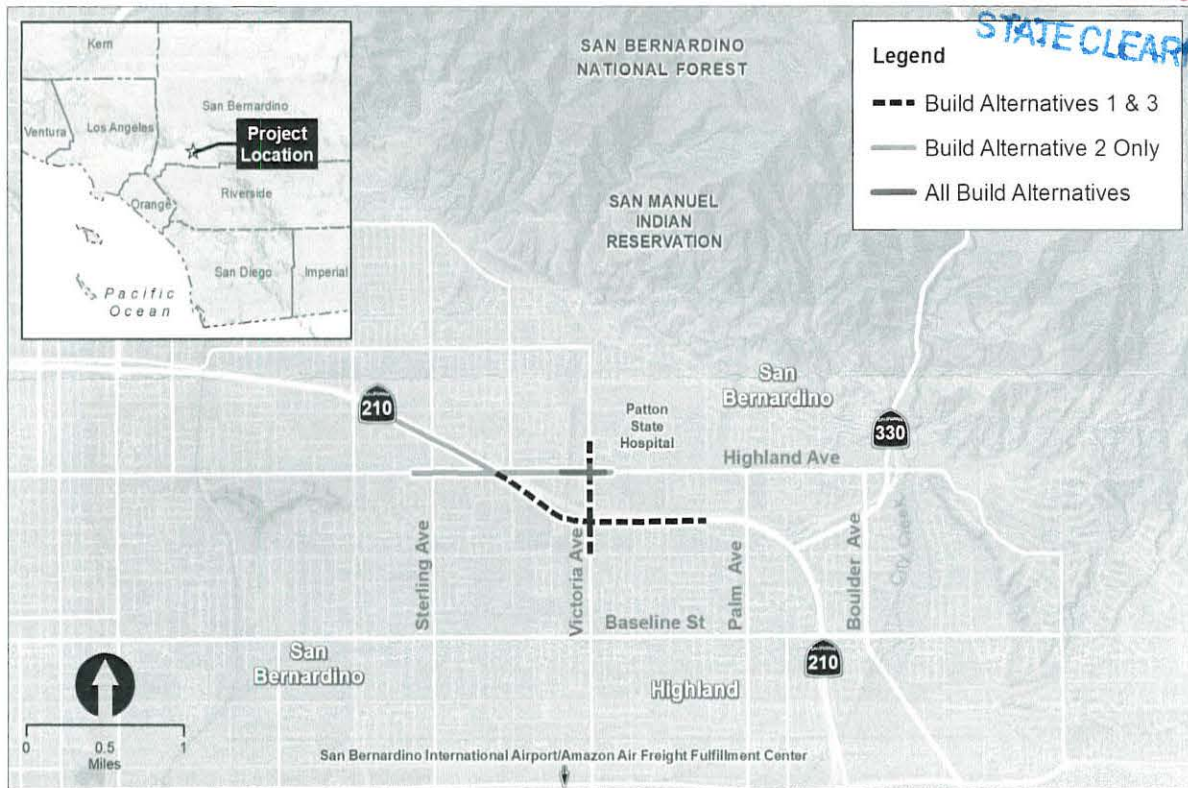 STATE CLEAR
Kern
San Bernardino
Ventura
Los Angeles
Project
Location
Riverside
Orange
San Diego
Imperial
Pacific
Ocean
SAN BERNARDINO
NATIONAL FOREST
Legend
Build Alternatives 1 & 3
Build Alternative 2 Only
All Build Alternatives
SAN MANUEL
INDIAN
RESERVATION
210
San
Bernardino
330
Patton
State
Hospital
Highland Ave
Sterling Ave
Victoria Ave
Palm Ave
Boulder Ave
City Creek
Baseline St
San
Bernardino
Highland
210
0 0.5 1
Miles
San Bernardino International Airport/Amazon Air Freight Fulfillment Center